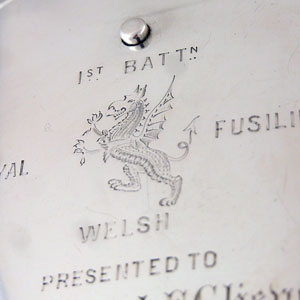 1ST BATTN
VAL FUSILI
WELSH
PRESENTED TO